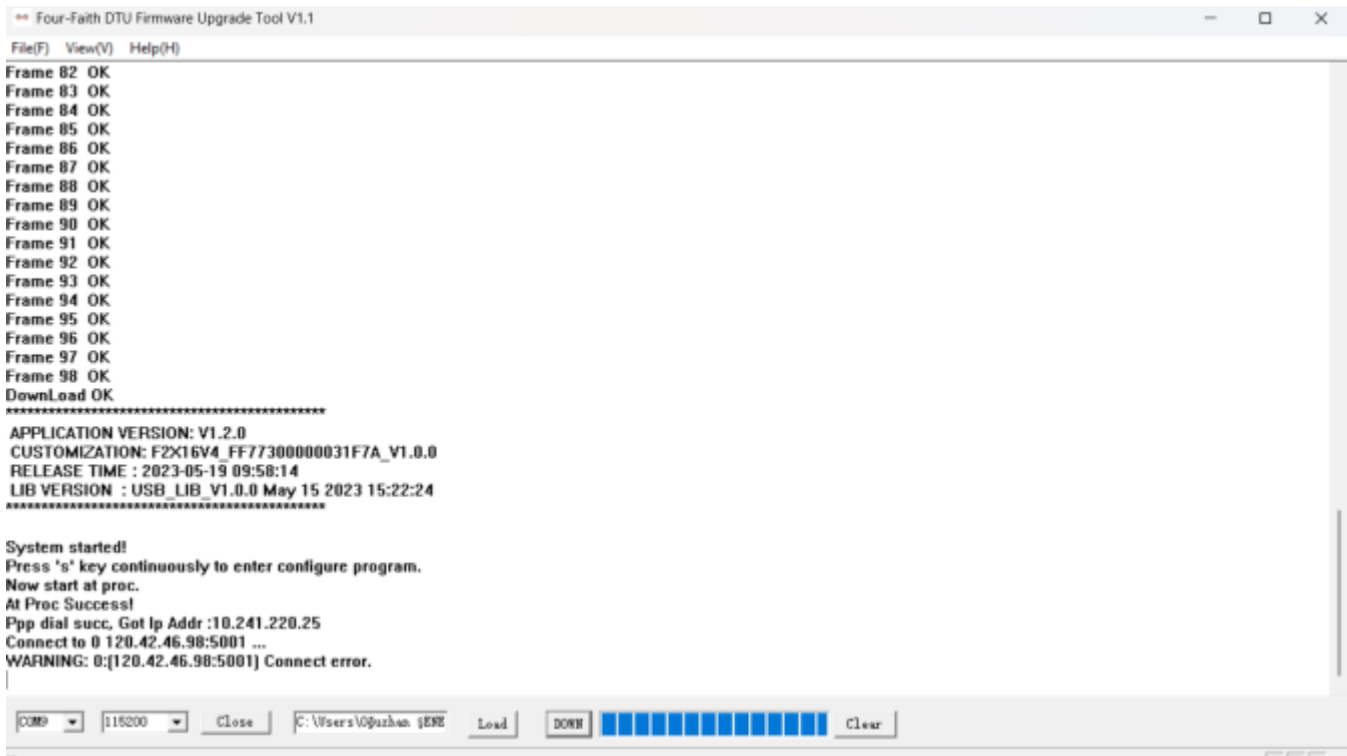 Four-Faith DTU Firmware Upgrade Tool V1.1
File(F) View(V) Help(H)
Frame 82 OK
Frame 83 OK
Frame 84 OK
Frame 85 OK
Frame 86 OK
Frame 87 OK
Frame 88 OK
Frame 89 OK
Frame 90 OK
Frame 91 OK
Frame 92 OK
Frame 93 OK
Frame 94 OK
Frame 95 OK
Frame 96 OK
Frame 97 OK
Frame 98 OK
DownLoad OK
*********************************************
APPLICATION VERSION: V1.2.0
CUSTOMIZATION: F2X16V4_FF77300000031F7A_V1.0.0
RELEASE TIME : 2023-05-19 09:58:14
LIB VERSION : USB_LIB_V1.0.0 May 15 2023 15:22:24
*********************************************
System started!
Press 's' key continuously to enter configure program.
Now start at proc.
At Proc Success!
Ppp dial succ, Got Ip Addr :10.241.220.25
Connect to 0 120.42.46.98:5001 ...
WARNING: 0:[120.42.46.98:5001] Connect error.
COM9 115200 Close C:\Users\Oğuzhan ŞENE Load DOWN Clear